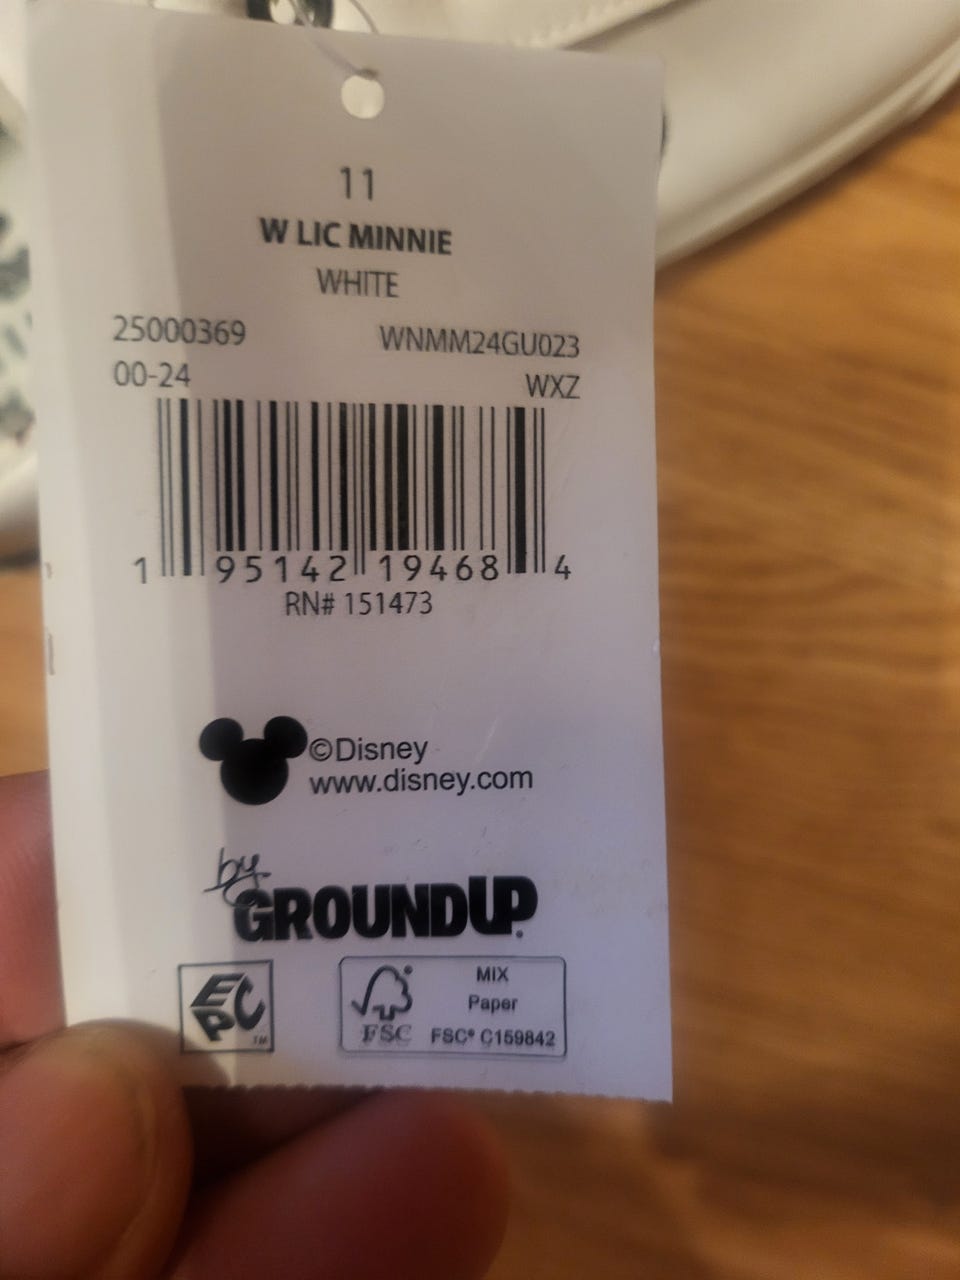 11
W LIC MINNIE
WHITE
25000369 WNMM24GU023
00-24 WXZ
1 95142 19468 4
RN# 151473
©Disney
www.disney.com
by
GROUNDUP
EPC™
MIX
Paper
FSC FSC® C159842